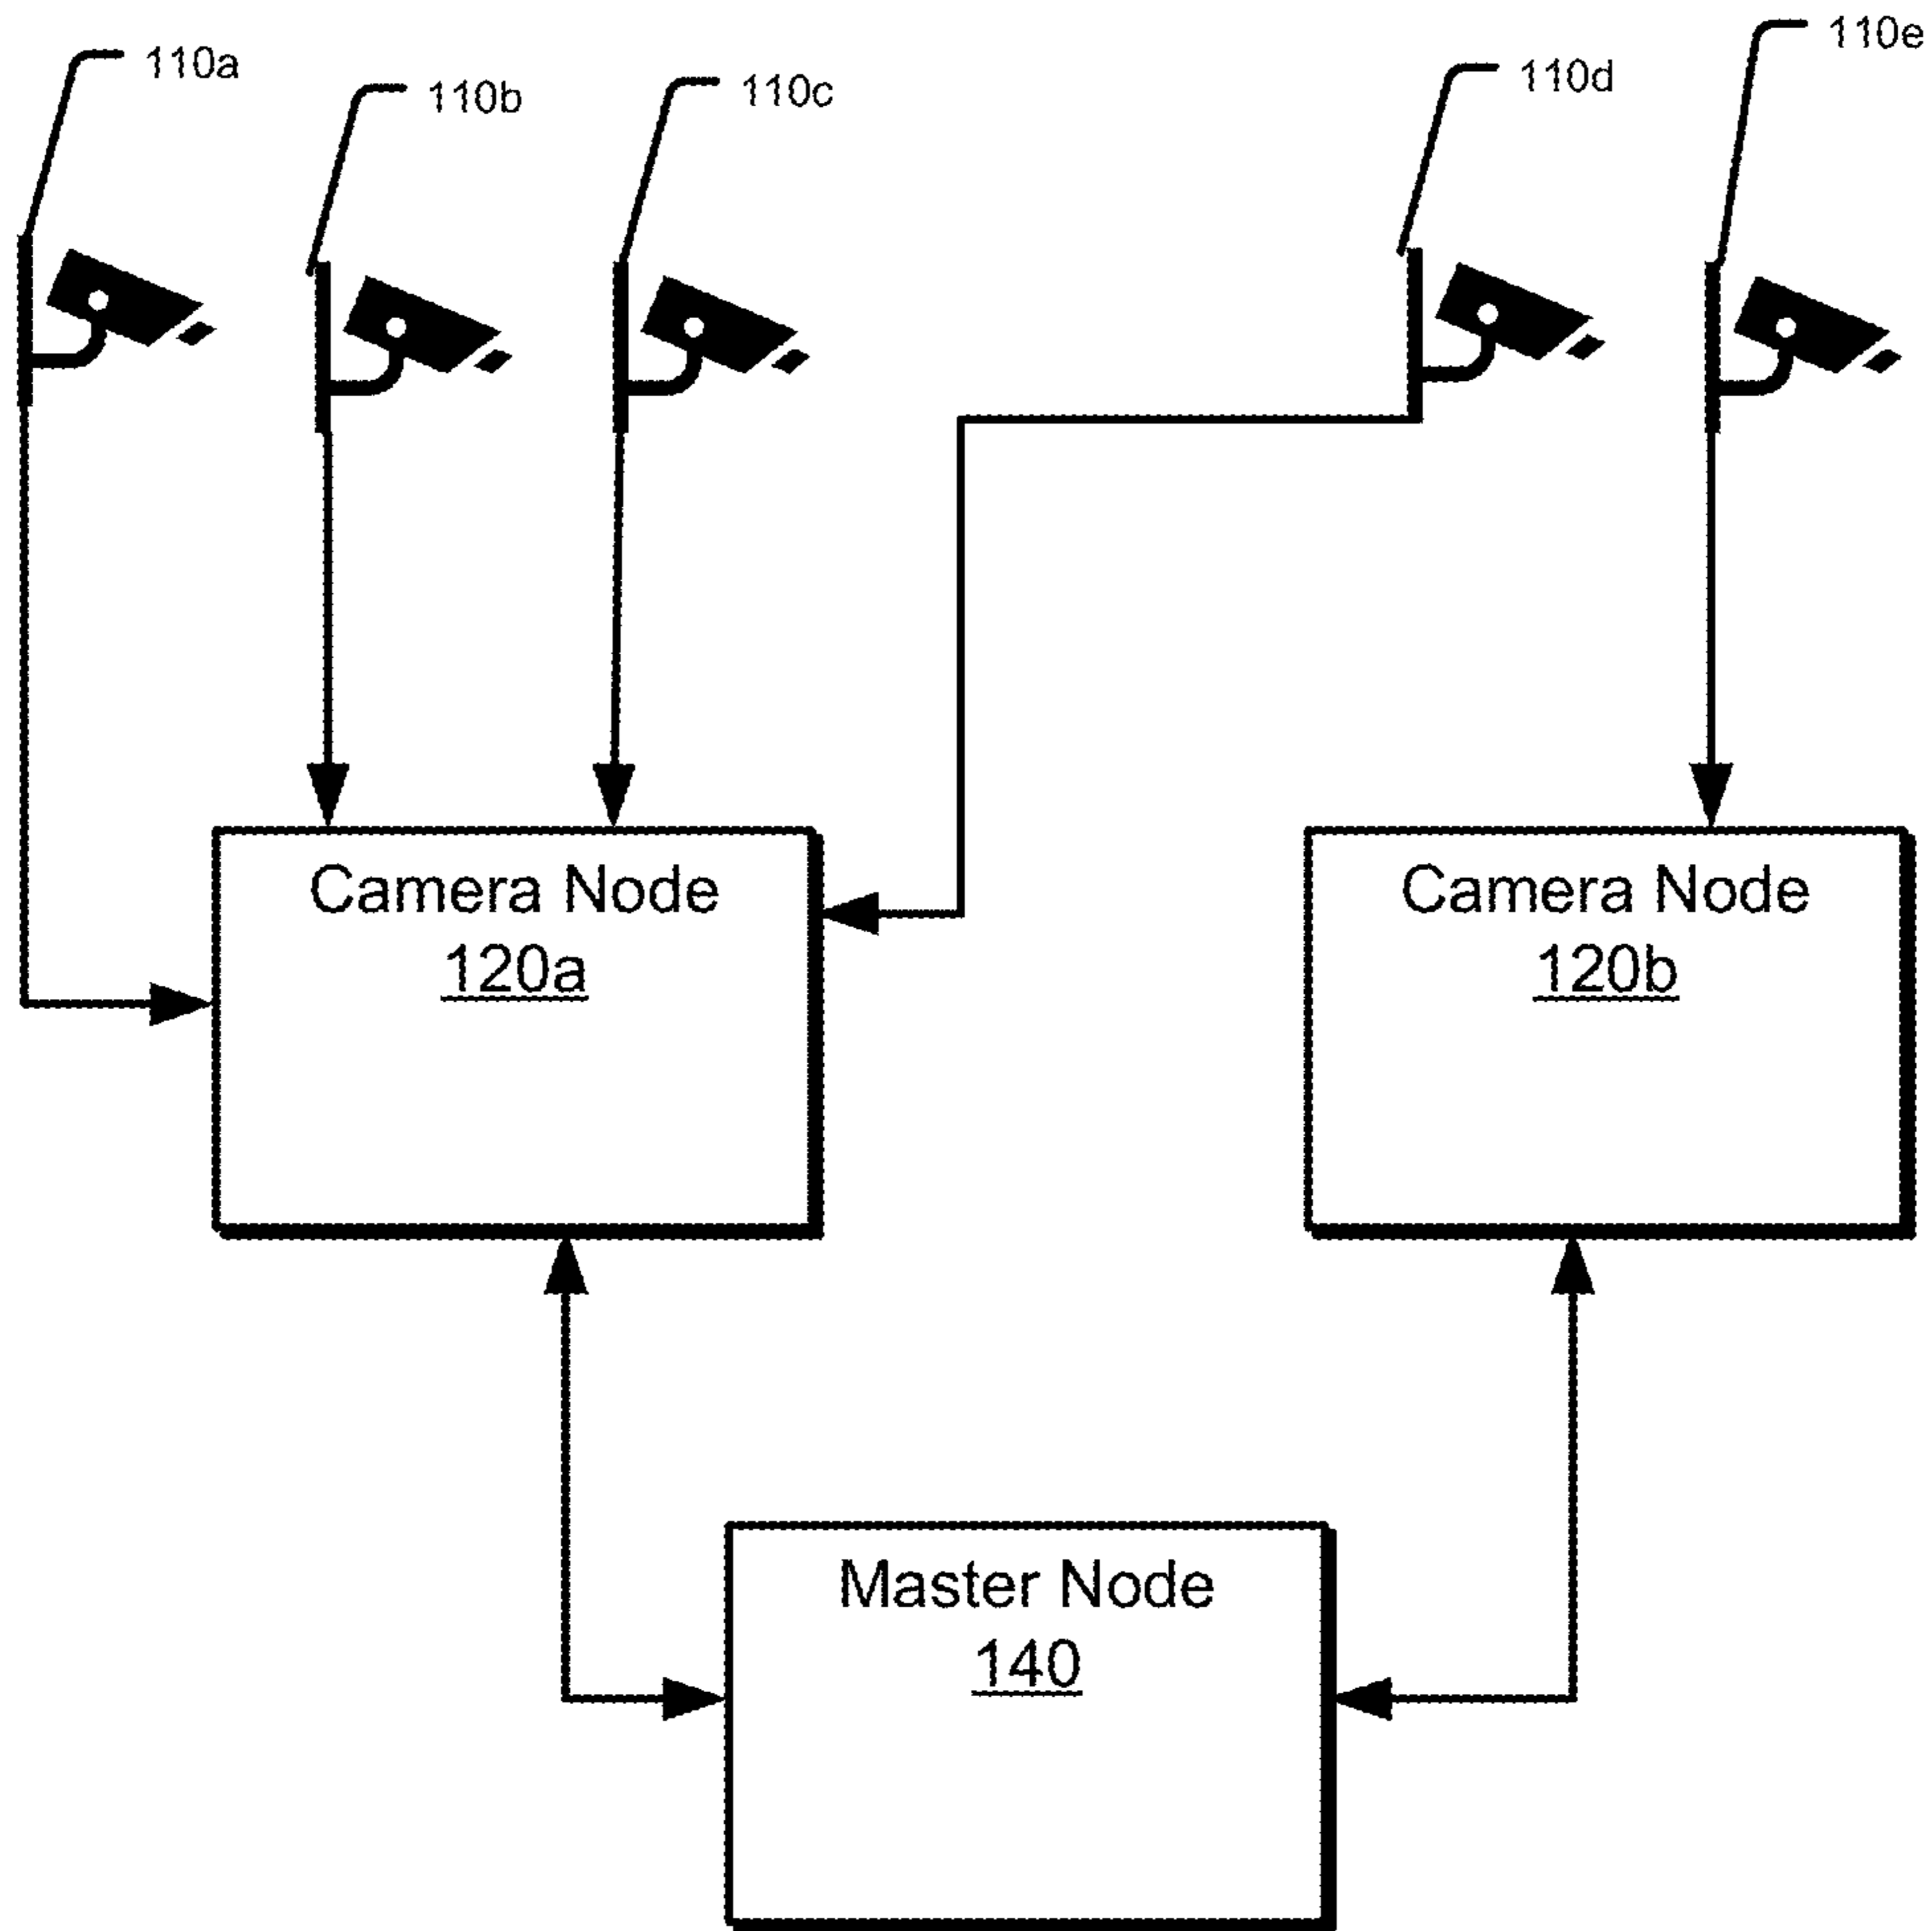 110a
110b
110c
110d
110e
Camera Node
120a
Camera Node
120b
Master Node
140